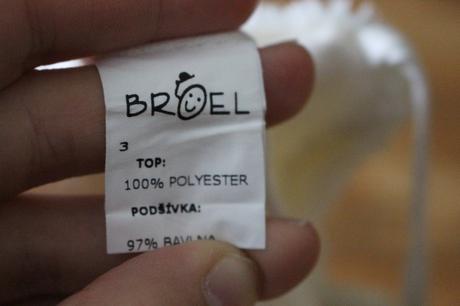 BROEL
3
TOP:
100% POLYESTER
PODŠÍVKA:
97% BAVLNA